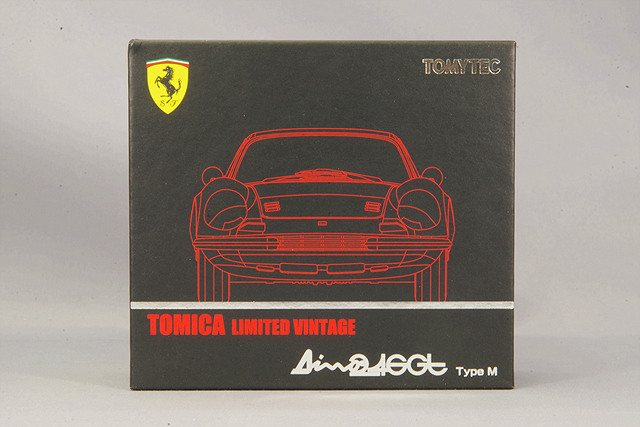 TOMYTEC
S F
TOMICA LIMITED VINTAGE
Dino 246GT Type M